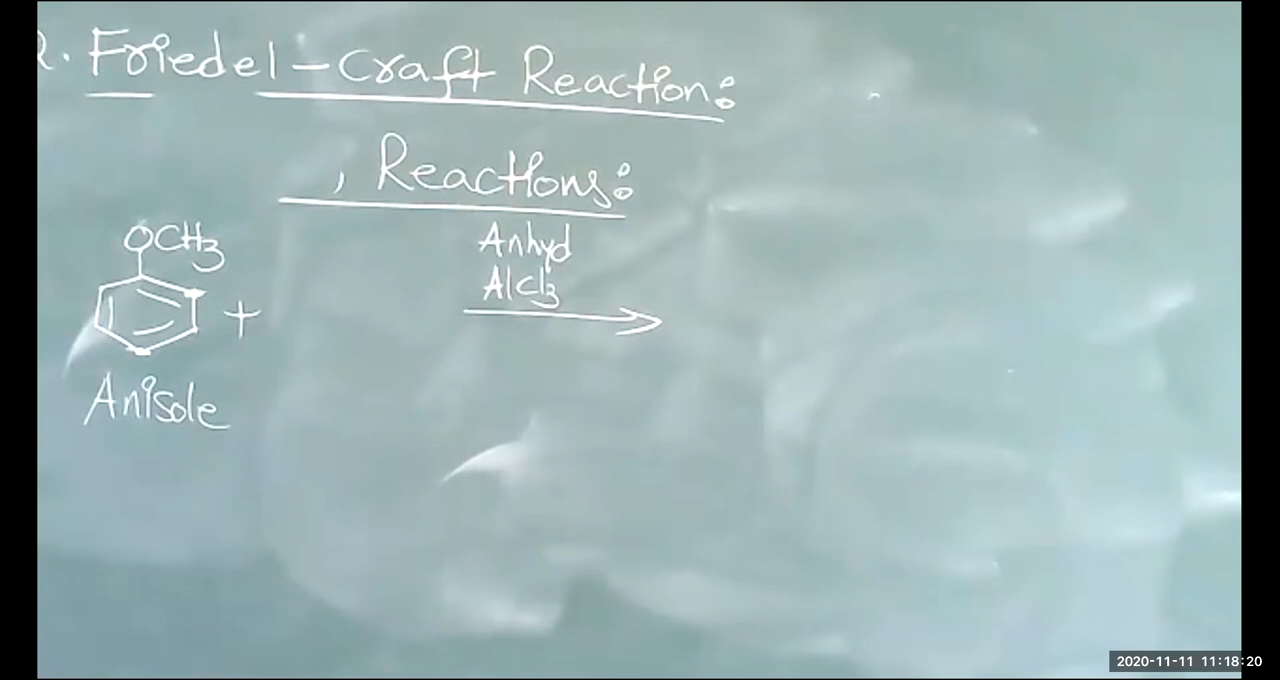 2. Friedel-Craft Reaction:
, Reactions:
OCH3
Anhyd
AlCl3
+
Anisole
2020-11-11 11:18:20